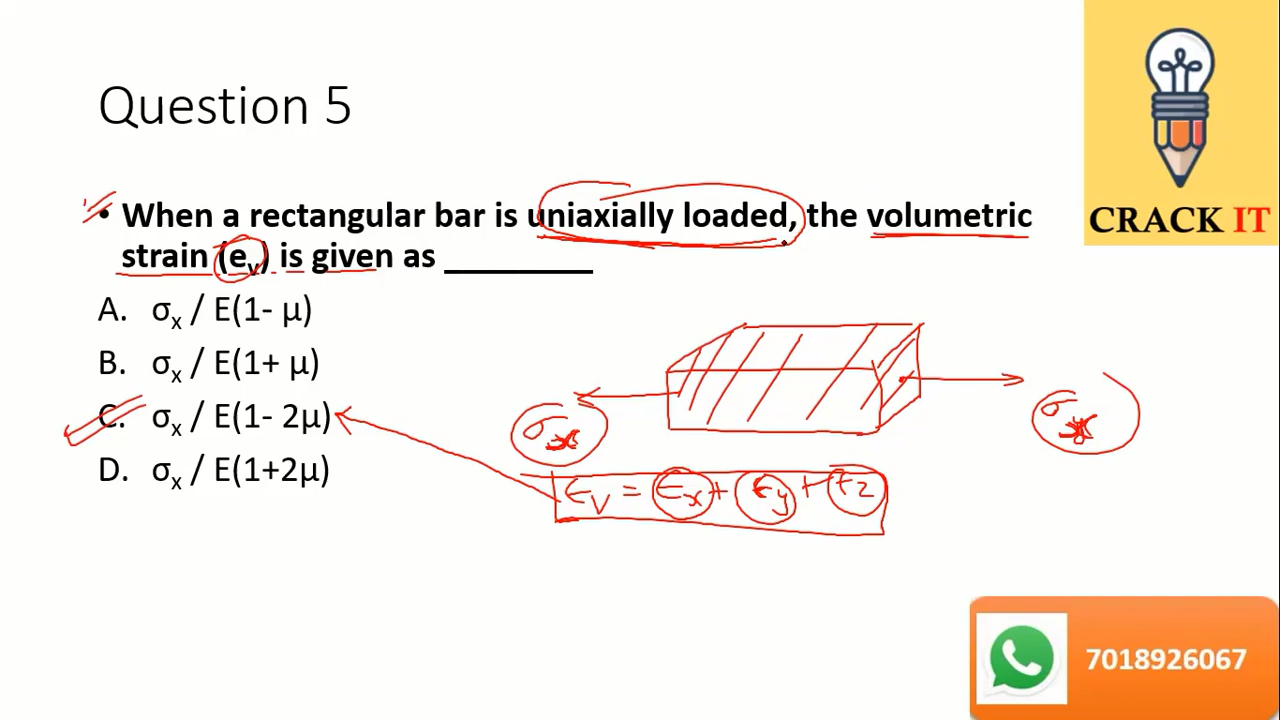 Question 5
• When a rectangular bar is uniaxially loaded, the volumetric
strain (eᵥ) is given as _________
A. σₓ / E(1- μ)
B. σₓ / E(1+ μ)
C. σₓ / E(1- 2μ)
D. σₓ / E(1+2μ)
σₓ
σₓ
ϵᵥ = ϵₓ + ϵy + ϵz
CRACK IT
7018926067